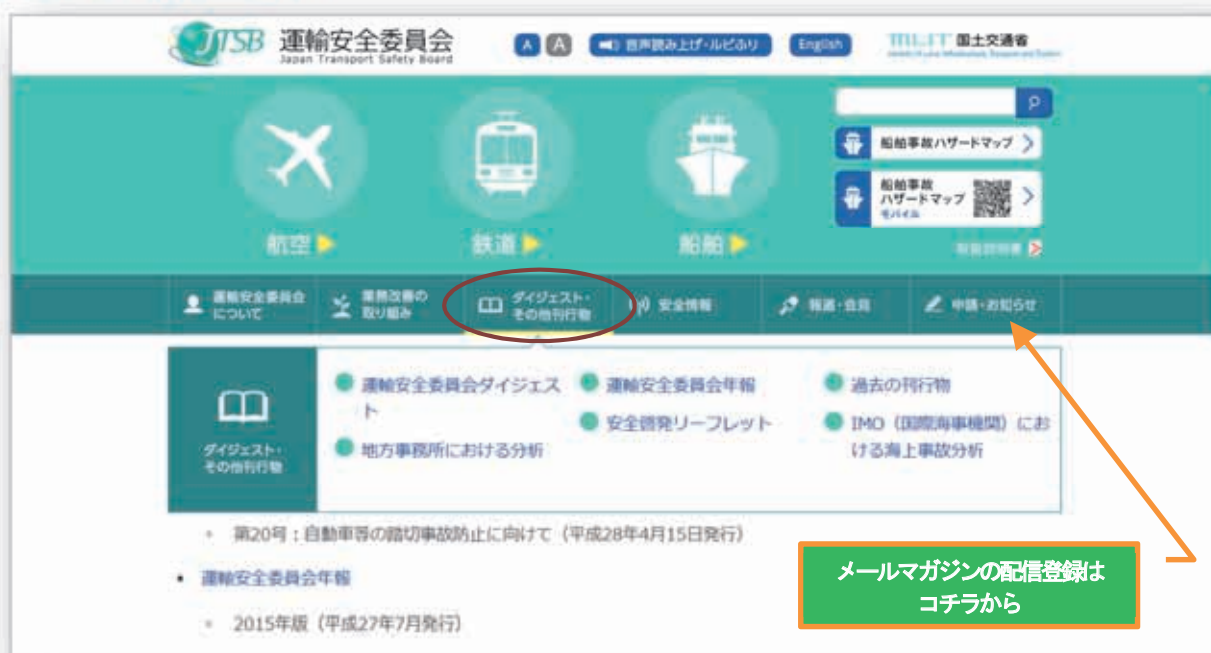 JTSB 運輸安全委員会
Japan Transport Safety Board
A A 音声読み上げ・ルビふり English MLIT 国土交通省
船舶事故ハザードマップ
船舶事故
ハザードマップ
モバイル
航空 鉄道 船舶
運輸安全委員会
について
業務改善の
取り組み
ダイジェスト・
その他刊行物
安全情報
報道・会見
申請・お知らせ
ダイジェスト・
その他刊行物
運輸安全委員会ダイジェス
ト
地方事務所における分析
運輸安全委員会年報
安全啓発リーフレット
過去の刊行物
IMO（国際海事機関）にお
ける海上事故分析
第20号：自動車等の踏切事故防止に向けて（平成28年4月15日発行）
運輸安全委員会年報
2015年版（平成27年7月発行）
メールマガジンの配信登録は
コチラから